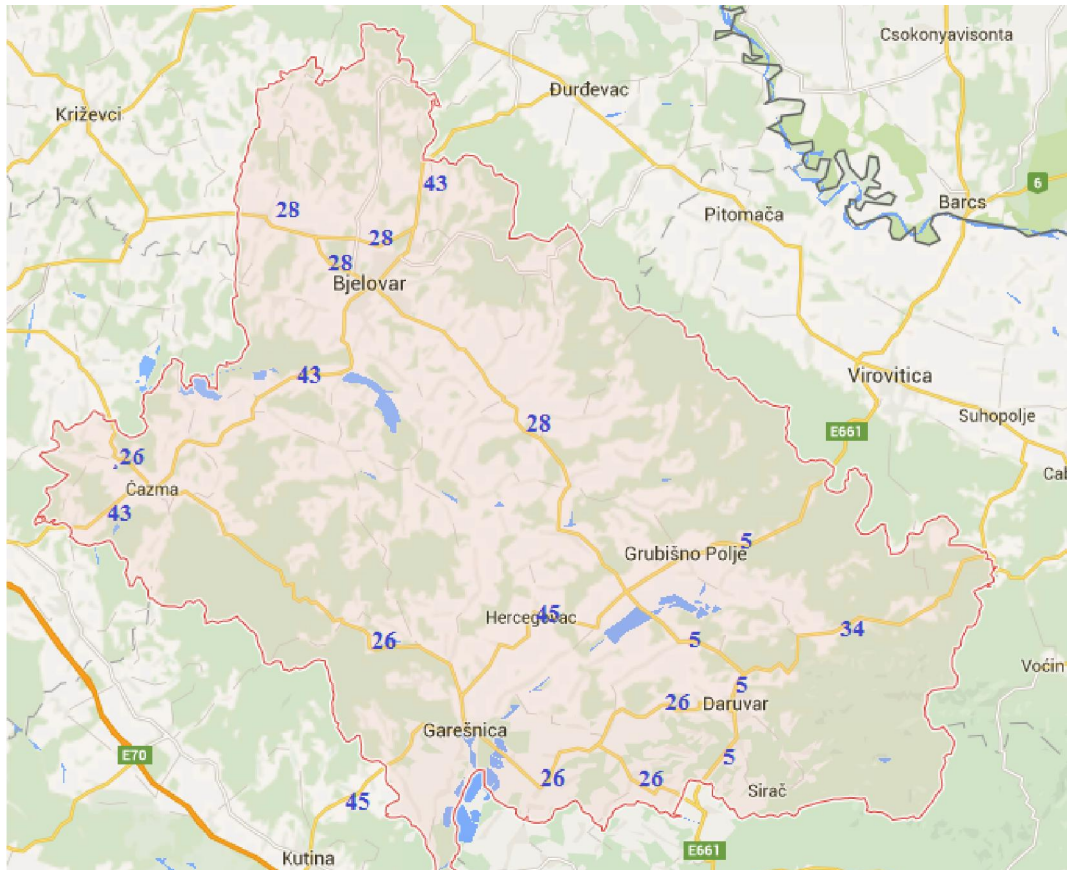 Csokonyavisonta
Đurđevac
Križevci
43
6
Barcs
28
Pitomača
28
28
Bjelovar
43
Virovitica
Suhopolje
28
E661
26
Čazma
Cab
43
5
Grubišno Polje
45
Hercegovac
34
26
5
Voćin
5
26
Daruvar
Garešnica
E70
5
26
26
Sirač
45
E661
Kutina